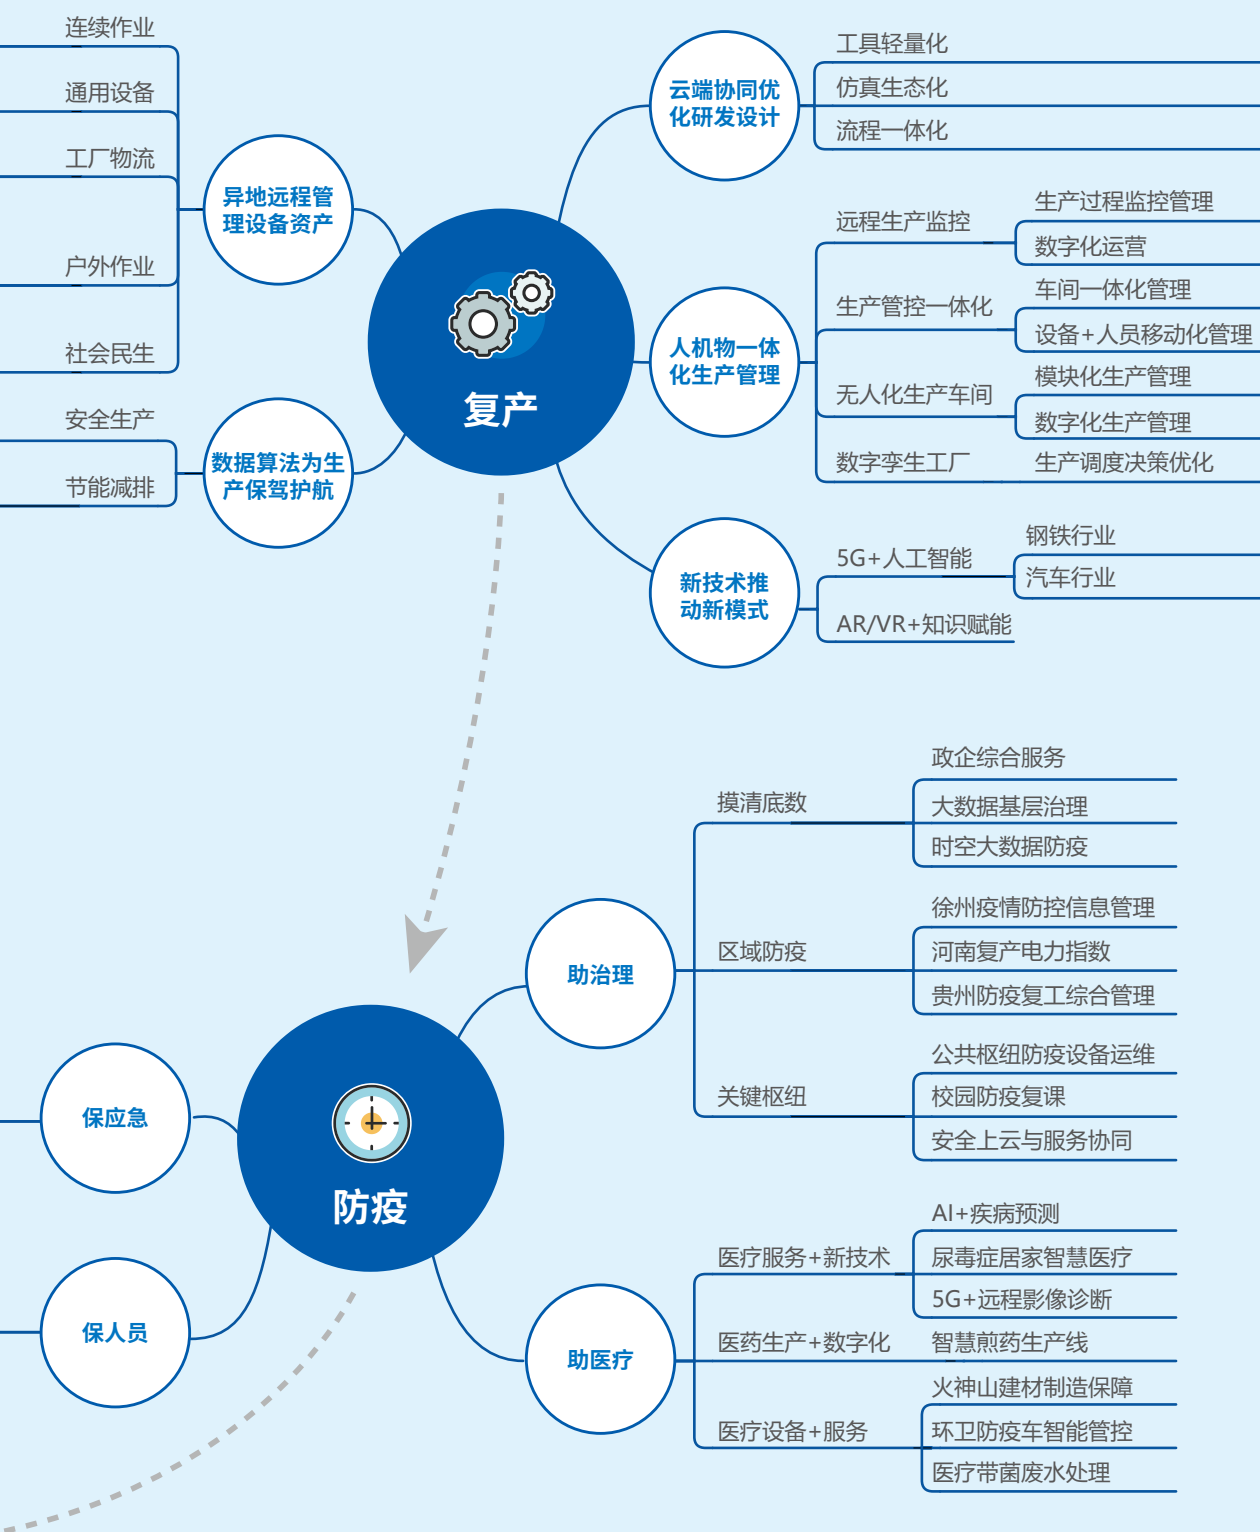 连续作业
通用设备
工厂物流
户外作业
社会民生
异地远程管
理设备资产
安全生产
节能减排
数据算法为生
产保驾护航
复产
云端协同优
化研发设计
工具轻量化
仿真生态化
流程一体化
人机物一体
化生产管理
远程生产监控
生产过程监控管理
数字化运营
生产管控一体化
车间一体化管理
设备+人员移动化管理
无人化生产车间
模块化生产管理
数字化生产管理
数字孪生工厂
生产调度决策优化
新技术推
动新模式
5G+人工智能
钢铁行业
汽车行业
AR/VR+知识赋能
防疫
保应急
保人员
助治理
摸清底数
政企综合服务
大数据基层治理
时空大数据防疫
区域防疫
徐州疫情防控信息管理
河南复产电力指数
贵州防疫复工综合管理
关键枢纽
公共枢纽防疫设备运维
校园防疫复课
安全上云与服务协同
助医疗
医疗服务+新技术
AI+疾病预测
尿毒症居家智慧医疗
5G+远程影像诊断
医药生产+数字化
智慧煎药生产线
医疗设备+服务
火神山建材制造保障
环卫防疫车智能管控
医疗带菌废水处理